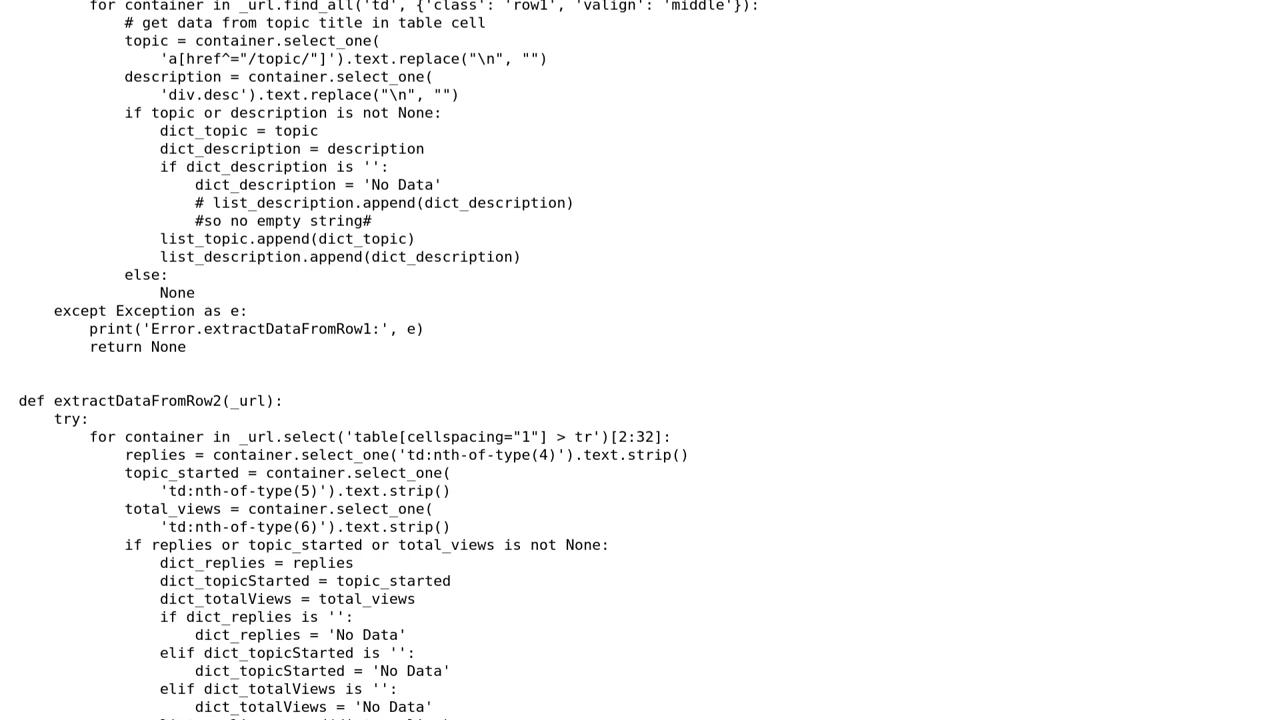 for container in _url.find_all('td', {'class': 'row1', 'valign': 'middle'}):
# get data from topic title in table cell
topic = container.select_one(
'a[href^="/topic/"]').text.replace("\n", "")
description = container.select_one(
'div.desc').text.replace("\n", "")
if topic or description is not None:
dict_topic = topic
dict_description = description
if dict_description is '':
dict_description = 'No Data'
# list_description.append(dict_description)
#so no empty string#
list_topic.append(dict_topic)
list_description.append(dict_description)
else:
None
except Exception as e:
print('Error.extractDataFromRow1:', e)
return None
def extractDataFromRow2(_url):
try:
for container in _url.select('table[cellspacing="1"] > tr')[2:32]:
replies = container.select_one('td:nth-of-type(4)').text.strip()
topic_started = container.select_one(
'td:nth-of-type(5)').text.strip()
total_views = container.select_one(
'td:nth-of-type(6)').text.strip()
if replies or topic_started or total_views is not None:
dict_replies = replies
dict_topicStarted = topic_started
dict_totalViews = total_views
if dict_replies is '':
dict_replies = 'No Data'
elif dict_topicStarted is '':
dict_topicStarted = 'No Data'
elif dict_totalViews is '':
dict_totalViews = 'No Data'